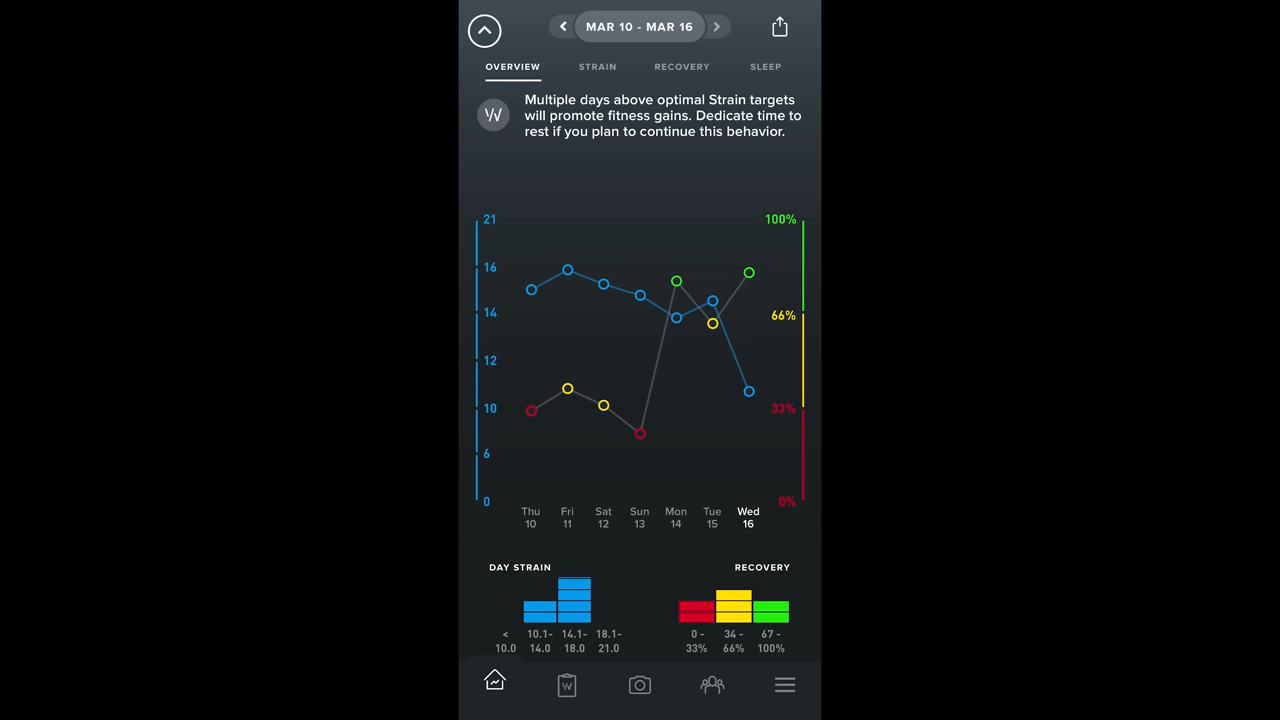 MAR 10 - MAR 16
OVERVIEW STRAIN RECOVERY SLEEP
Multiple days above optimal Strain targets
will promote fitness gains. Dedicate time to
rest if you plan to continue this behavior.
21 100%
16
14 66%
12
10 33%
6
0 0%
Thu Fri Sat Sun Mon Tue Wed
10 11 12 13 14 15 16
DAY STRAIN RECOVERY
< 10.1- 14.1- 18.1- 0 - 34 - 67 -
10.0 14.0 18.0 21.0 33% 66% 100%